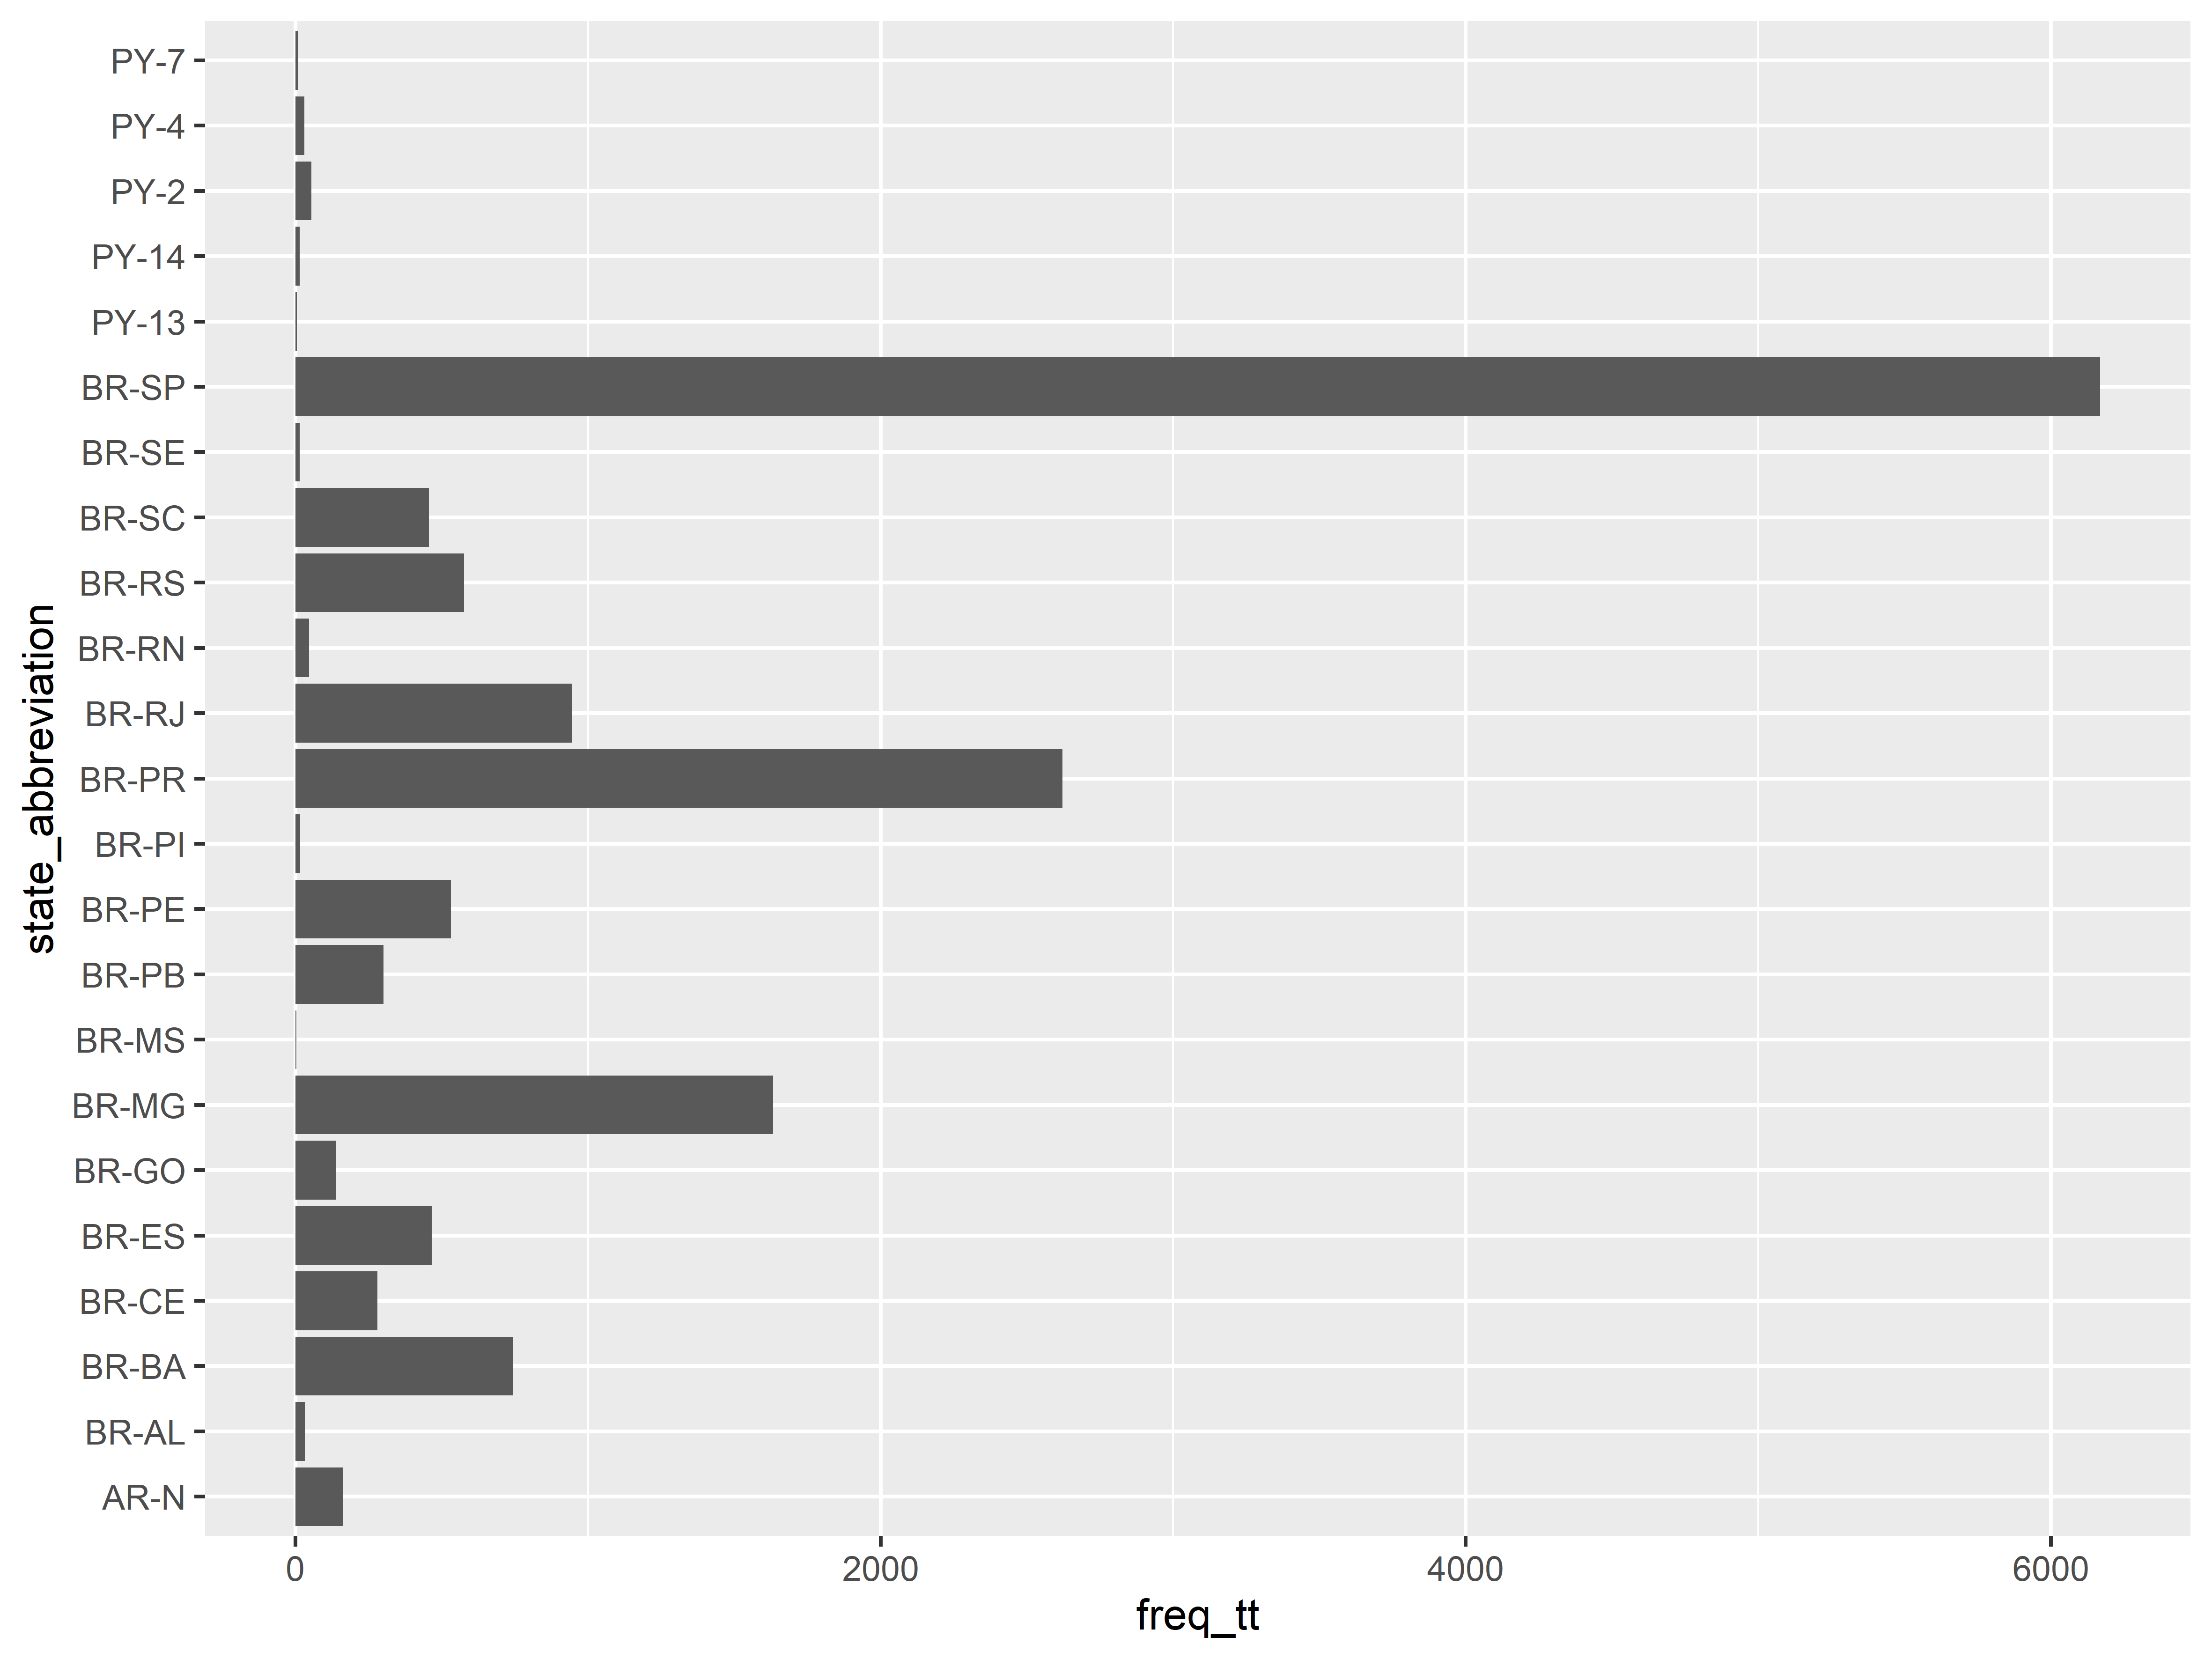 PY-7
PY-4
PY-2
PY-14
PY-13
BR-SP
BR-SE
BR-SC
BR-RS
BR-RN
BR-RJ
BR-PR
BR-PI
BR-PE
BR-PB
BR-MS
BR-MG
BR-GO
BR-ES
BR-CE
BR-BA
BR-AL
AR-N
state_abbreviation
0 2000 4000 6000
freq_tt